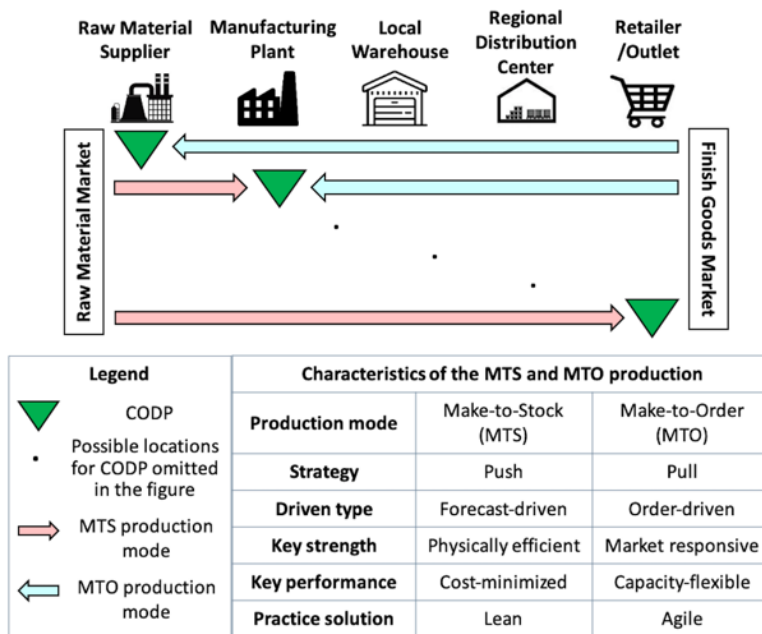 Raw Material
Supplier
Manufacturing
Plant
Local
Warehouse
Regional
Distribution
Center
Retailer
/Outlet
Raw Material Market
Finish Goods Market
Legend
CODP
Possible locations
for CODP omitted
in the figure
MTS production
mode
MTO production
mode
Characteristics of the MTS and MTO production
Production mode
Make-to-Stock
(MTS)
Make-to-Order
(MTO)
Strategy
Push
Pull
Driven type
Forecast-driven
Order-driven
Key strength
Physically efficient
Market responsive
Key performance
Cost-minimized
Capacity-flexible
Practice solution
Lean
Agile